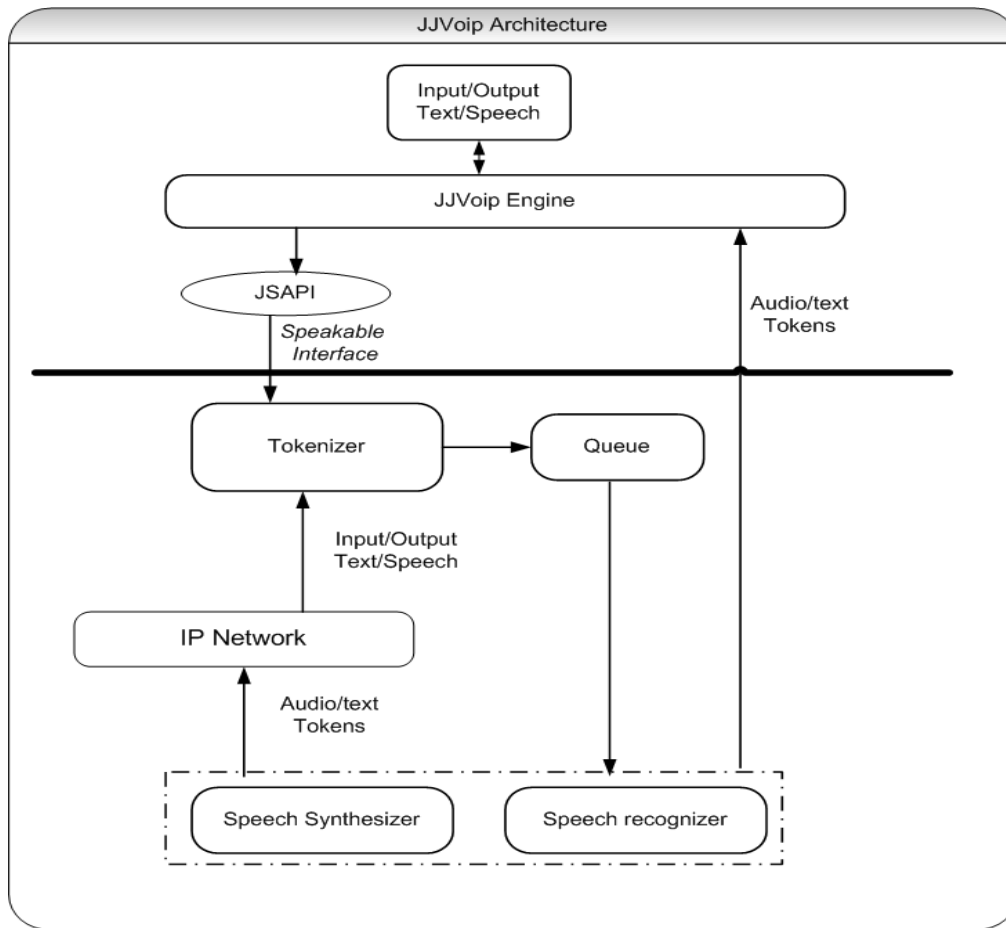 JJVoip Architecture
Input/Output
Text/Speech
JJVoip Engine
JSAPI
Speakable
Interface
Audio/text
Tokens
Tokenizer
Queue
Input/Output
Text/Speech
IP Network
Audio/text
Tokens
Speech Synthesizer
Speech recognizer